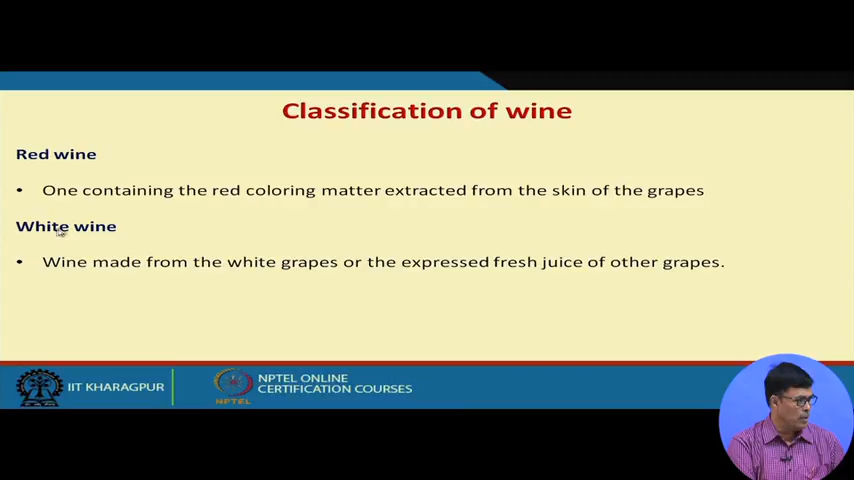 Classification of wine
Red wine
• One containing the red coloring matter extracted from the skin of the grapes
White wine
• Wine made from the white grapes or the expressed fresh juice of other grapes.
IIT KHARAGPUR
NPTEL
NPTEL ONLINE
CERTIFICATION COURSES